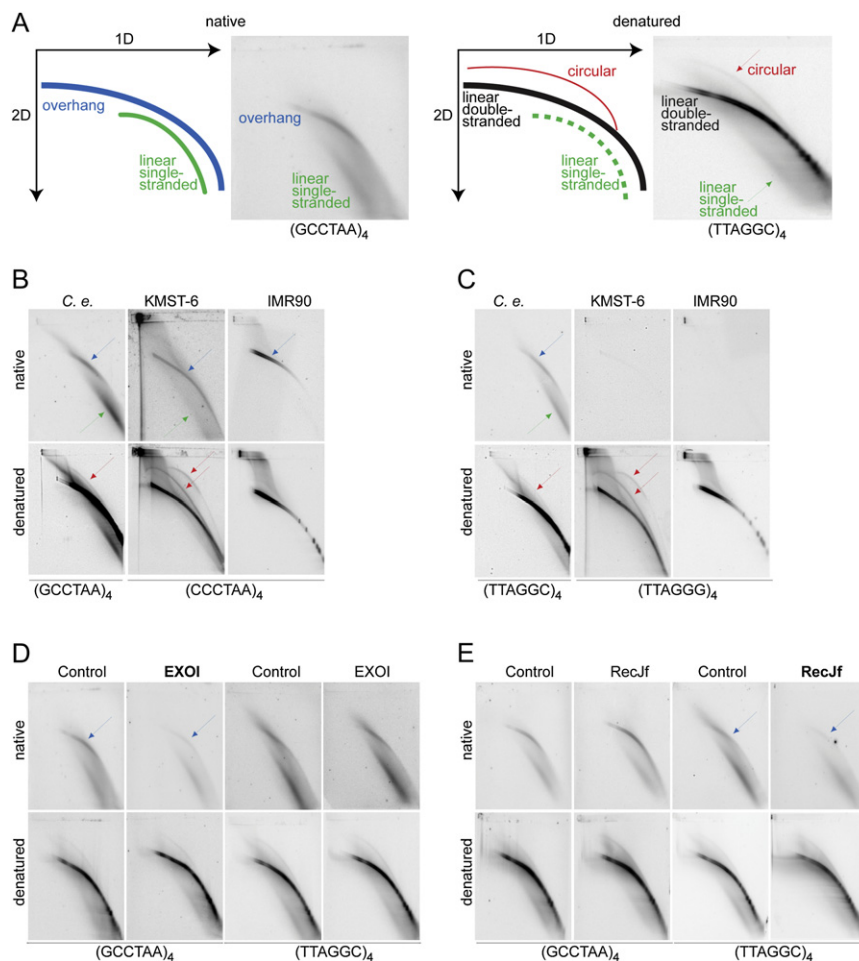 A
native
denatured
1D
2D
overhang
linear
single-
stranded
overhang
linear
single-
stranded
(GCCTAA)4
1D
2D
circular
linear
double-
stranded
linear
single-
stranded
circular
linear
double-
stranded
linear
single-
stranded
(TTAGGC)4
B
C. e. KMST-6 IMR90
native
denatured
(GCCTAA)4 (CCCTAA)4
C
C. e. KMST-6 IMR90
native
denatured
(TTAGGC)4 (TTAGGG)4
D
Control EXOI Control EXOI
native
denatured
(GCCTAA)4 (TTAGGC)4
E
Control RecJf Control RecJf
native
denatured
(GCCTAA)4 (TTAGGC)4